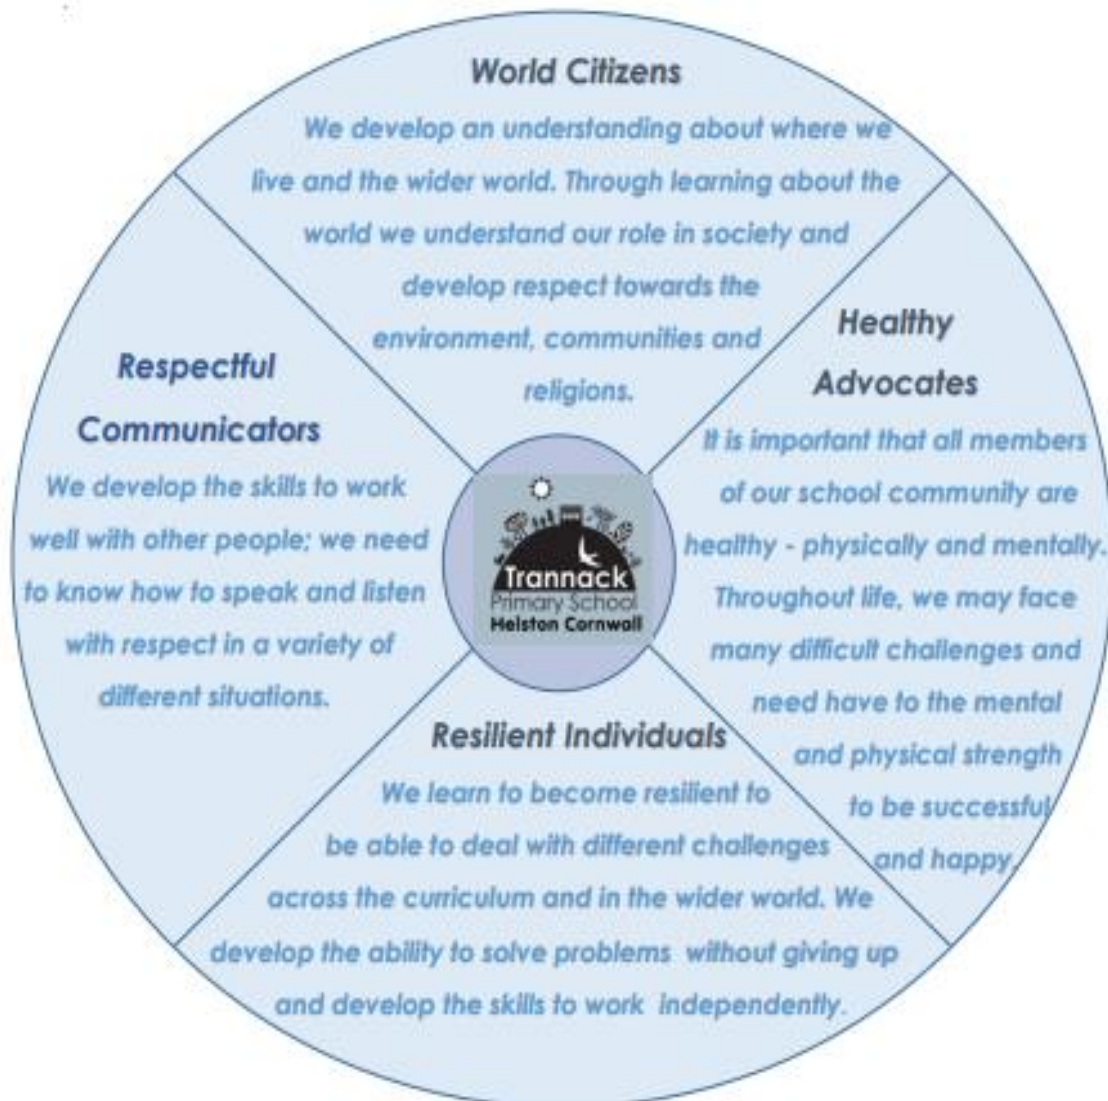 World Citizens
We develop an understanding about where we
live and the wider world. Through learning about the
world we understand our role in society and
develop respect towards the
environment, communities and
religions.
Healthy
Advocates
It is important that all members
of our school community are
healthy - physically and mentally.
Throughout life, we may face
many difficult challenges and
need have to the mental
and physical strength
to be successful
and happy.
Respectful
Communicators
We develop the skills to work
well with other people; we need
to know how to speak and listen
with respect in a variety of
different situations.
Trannack
Primary School
Helston Cornwall
Resilient Individuals
We learn to become resilient to
be able to deal with different challenges
across the curriculum and in the wider world. We
develop the ability to solve problems without giving up
and develop the skills to work independently.